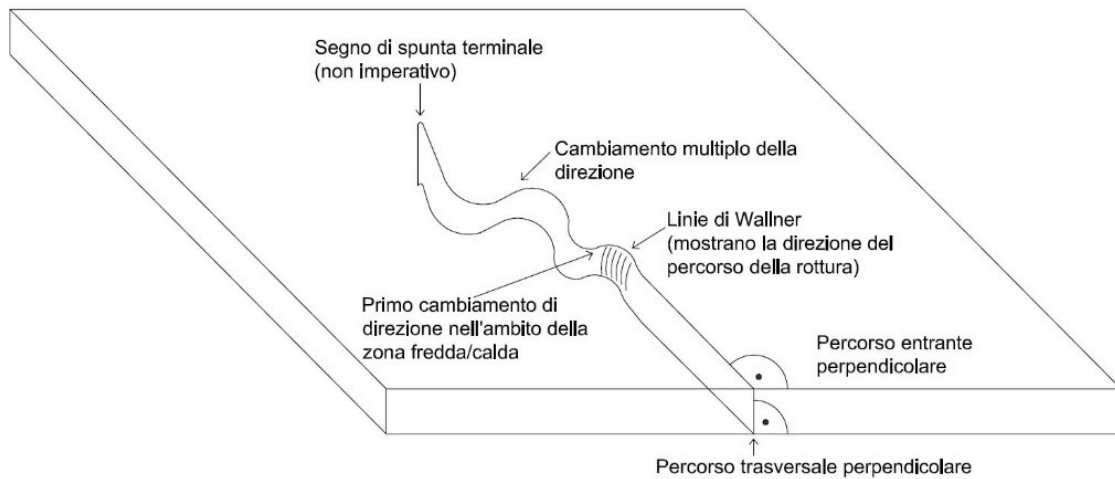 Segno di spunta terminale
(non imperativo)
Cambiamento multiplo della
direzione
Linie di Wallner
(mostrano la direzione del
percorso della rottura)
Primo cambiamento di
direzione nell'ambito della
zona fredda/calda
Percorso entrante
perpendicolare
Percorso trasversale perpendicolare